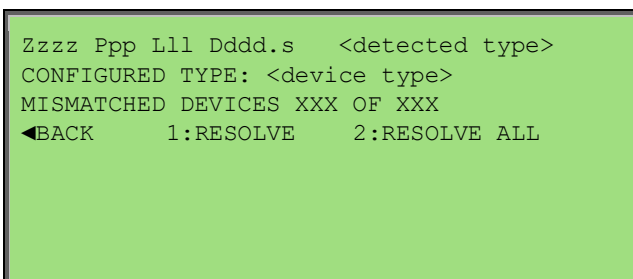 Zzzz Ppp Lll Dddd.s <detected type>
CONFIGURED TYPE: <device type>
MISMATCHED DEVICES XXX OF XXX
◄BACK 1:RESOLVE 2:RESOLVE ALL